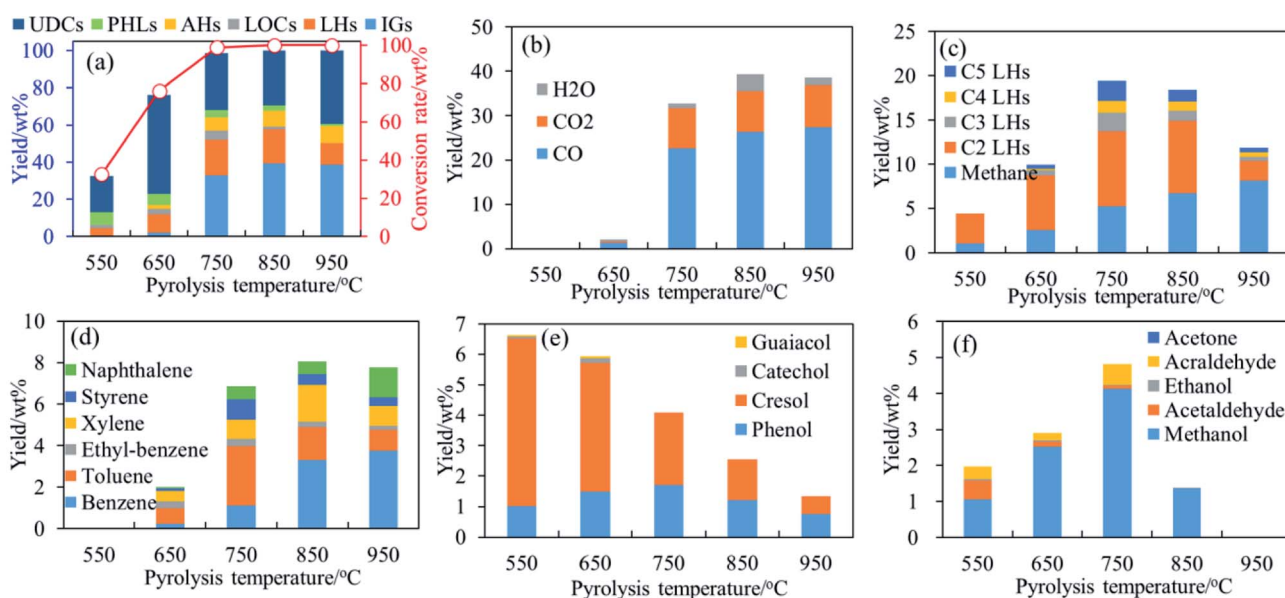 UDCs PHLs AHs LOCs LHs IGs
(a)
Yield/wt%
100
80
60
40
20
0
Conversion rate/wt%
100
80
60
40
20
0
550 650 750 850 950
Pyrolysis temperature/°C
(b)
Yield/wt%
50
40
30
20
10
0
H2O
CO2
CO
550 650 750 850 950
Pyrolysis temperature/°C
(c)
Yield/wt%
25
20
15
10
5
0
C5 LHs
C4 LHs
C3 LHs
C2 LHs
Methane
550 650 750 850 950
Pyrolysis temperature/°C
(d)
Yield/wt%
10
8
6
4
2
0
Naphthalene
Styrene
Xylene
Ethyl-benzene
Toluene
Benzene
550 650 750 850 950
Pyrolysis temperature/°C
(e)
Yield/wt%
7
6
5
4
3
2
1
0
Guaiacol
Catechol
Cresol
Phenol
550 650 750 850 950
Pyrolysis temperature/°C
(f)
Yield/wt%
6
5
4
3
2
1
0
Acetone
Acraldehyde
Ethanol
Acetaldehyde
Methanol
550 650 750 850 950
Pyrolysis temperature/°C